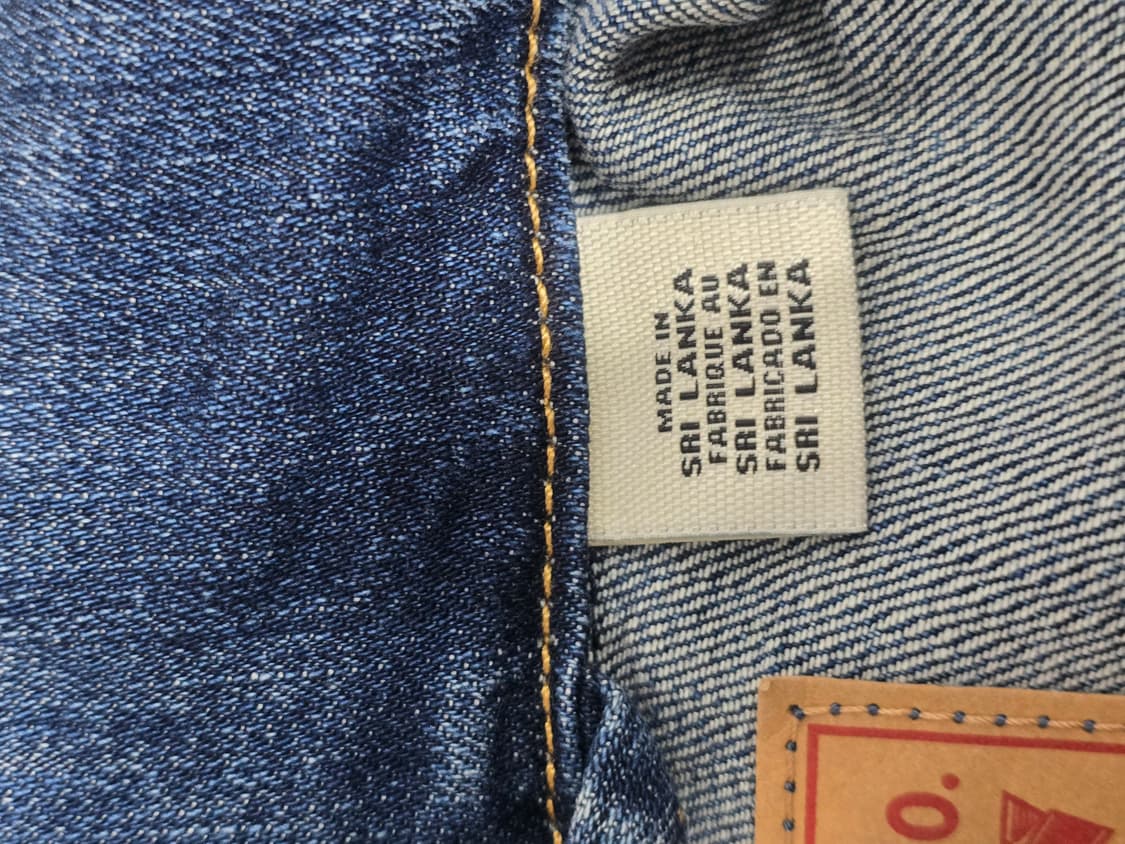 MADE IN
SRI LANKA
FABRIQUE AU
SRI LANKA
FABRICADO EN
SRI LANKA
O.